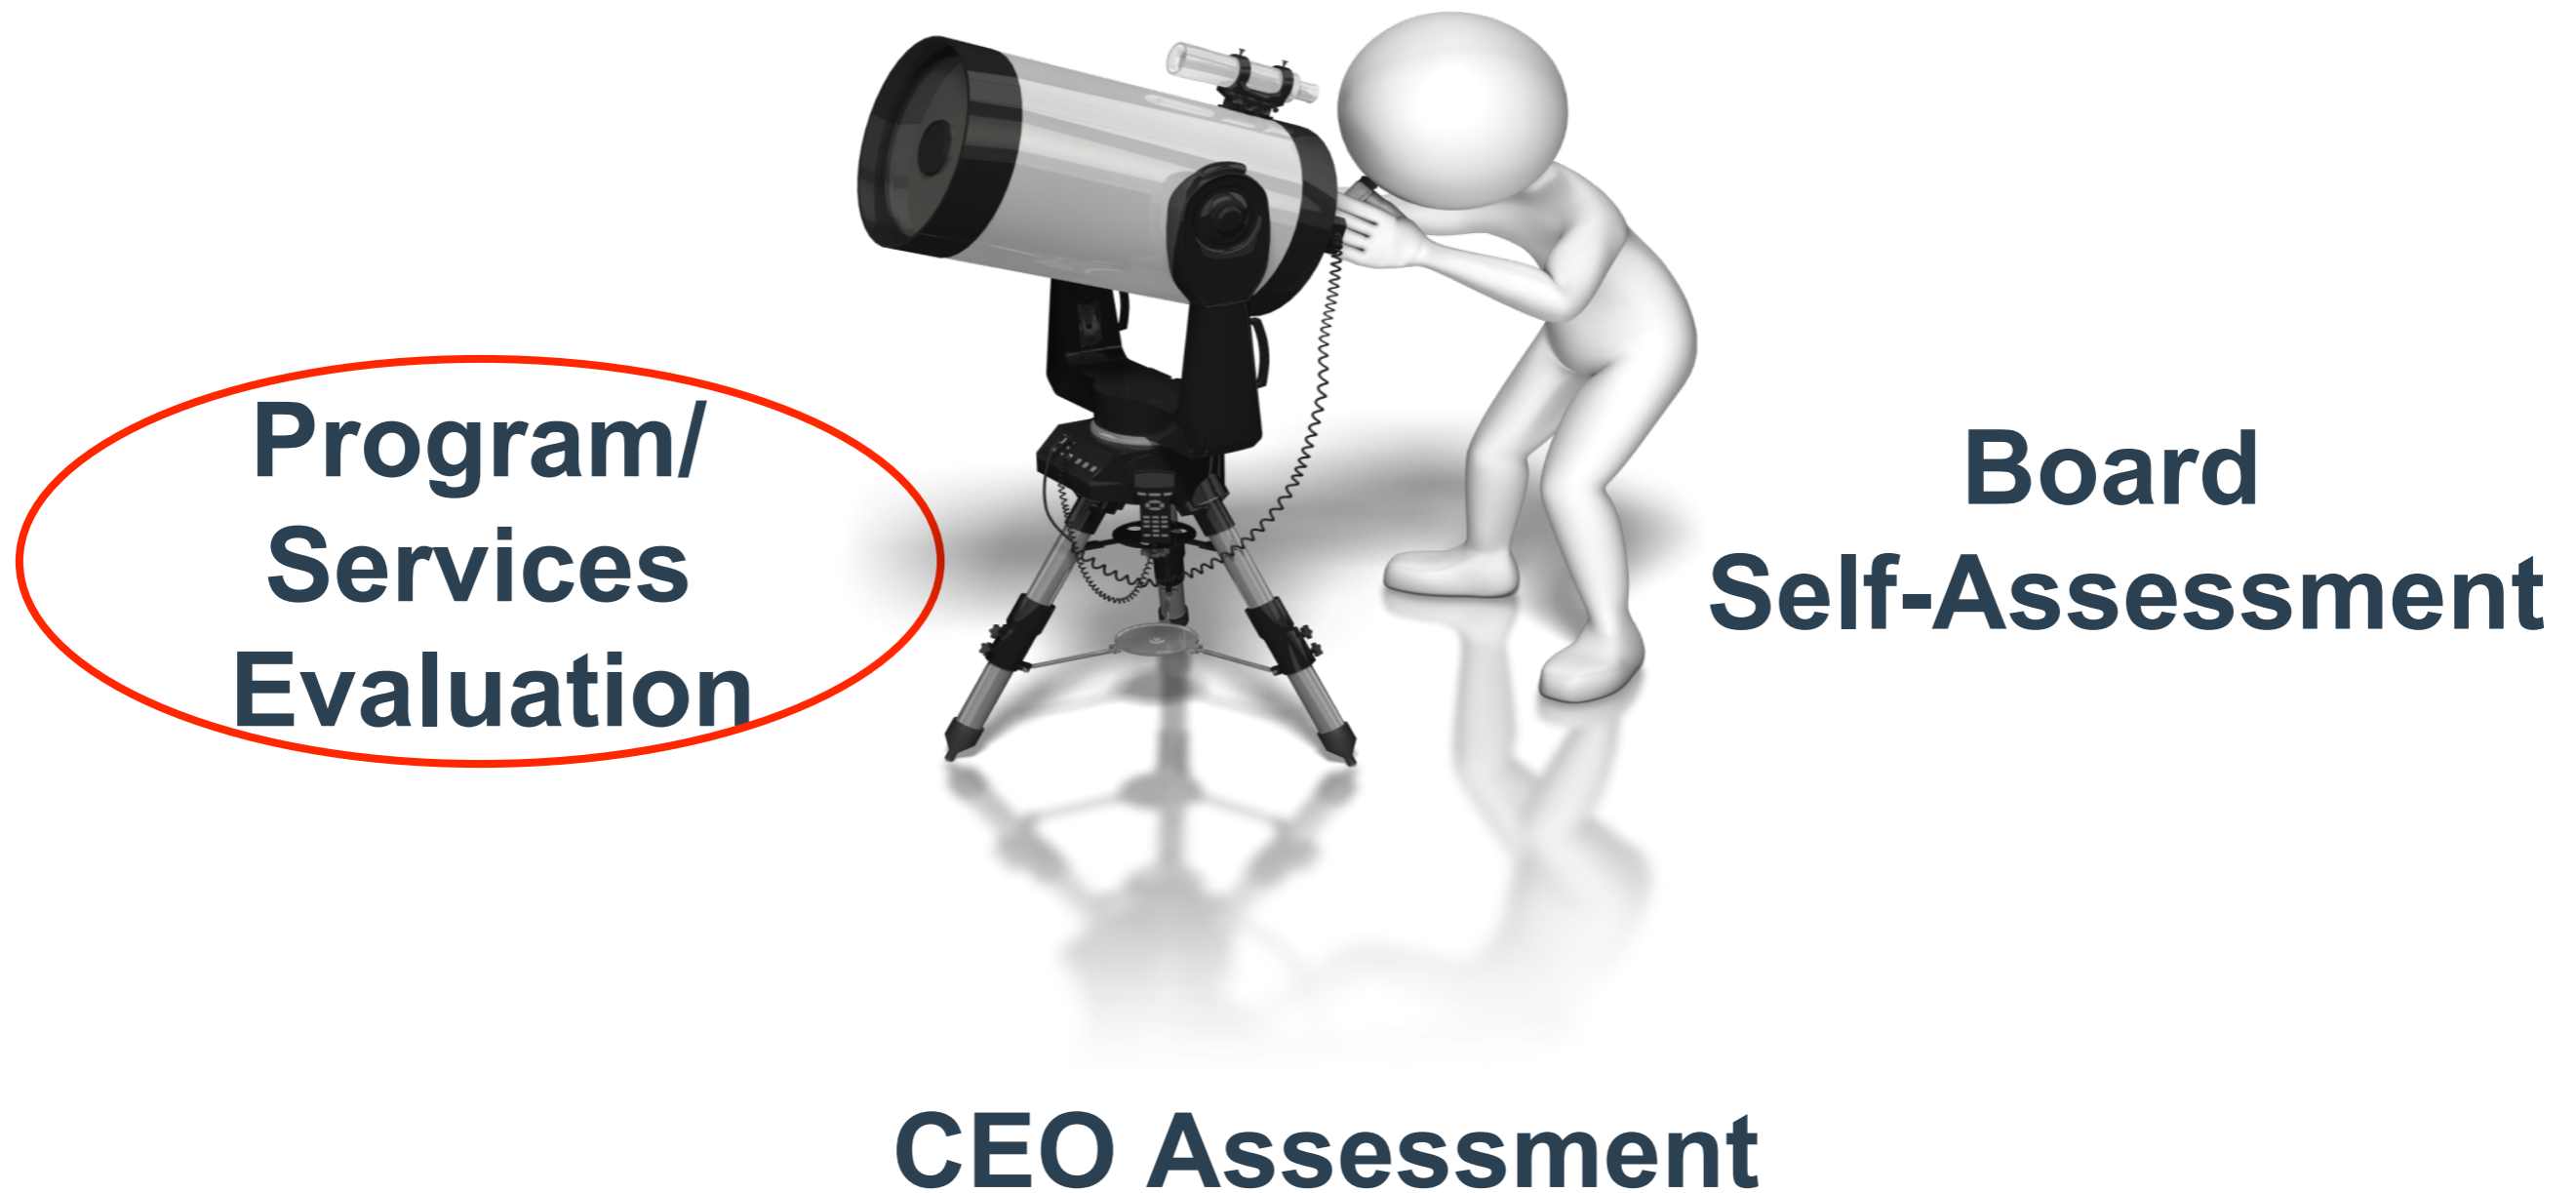 Program/
Services
Evaluation
Board
Self-Assessment
CEO Assessment